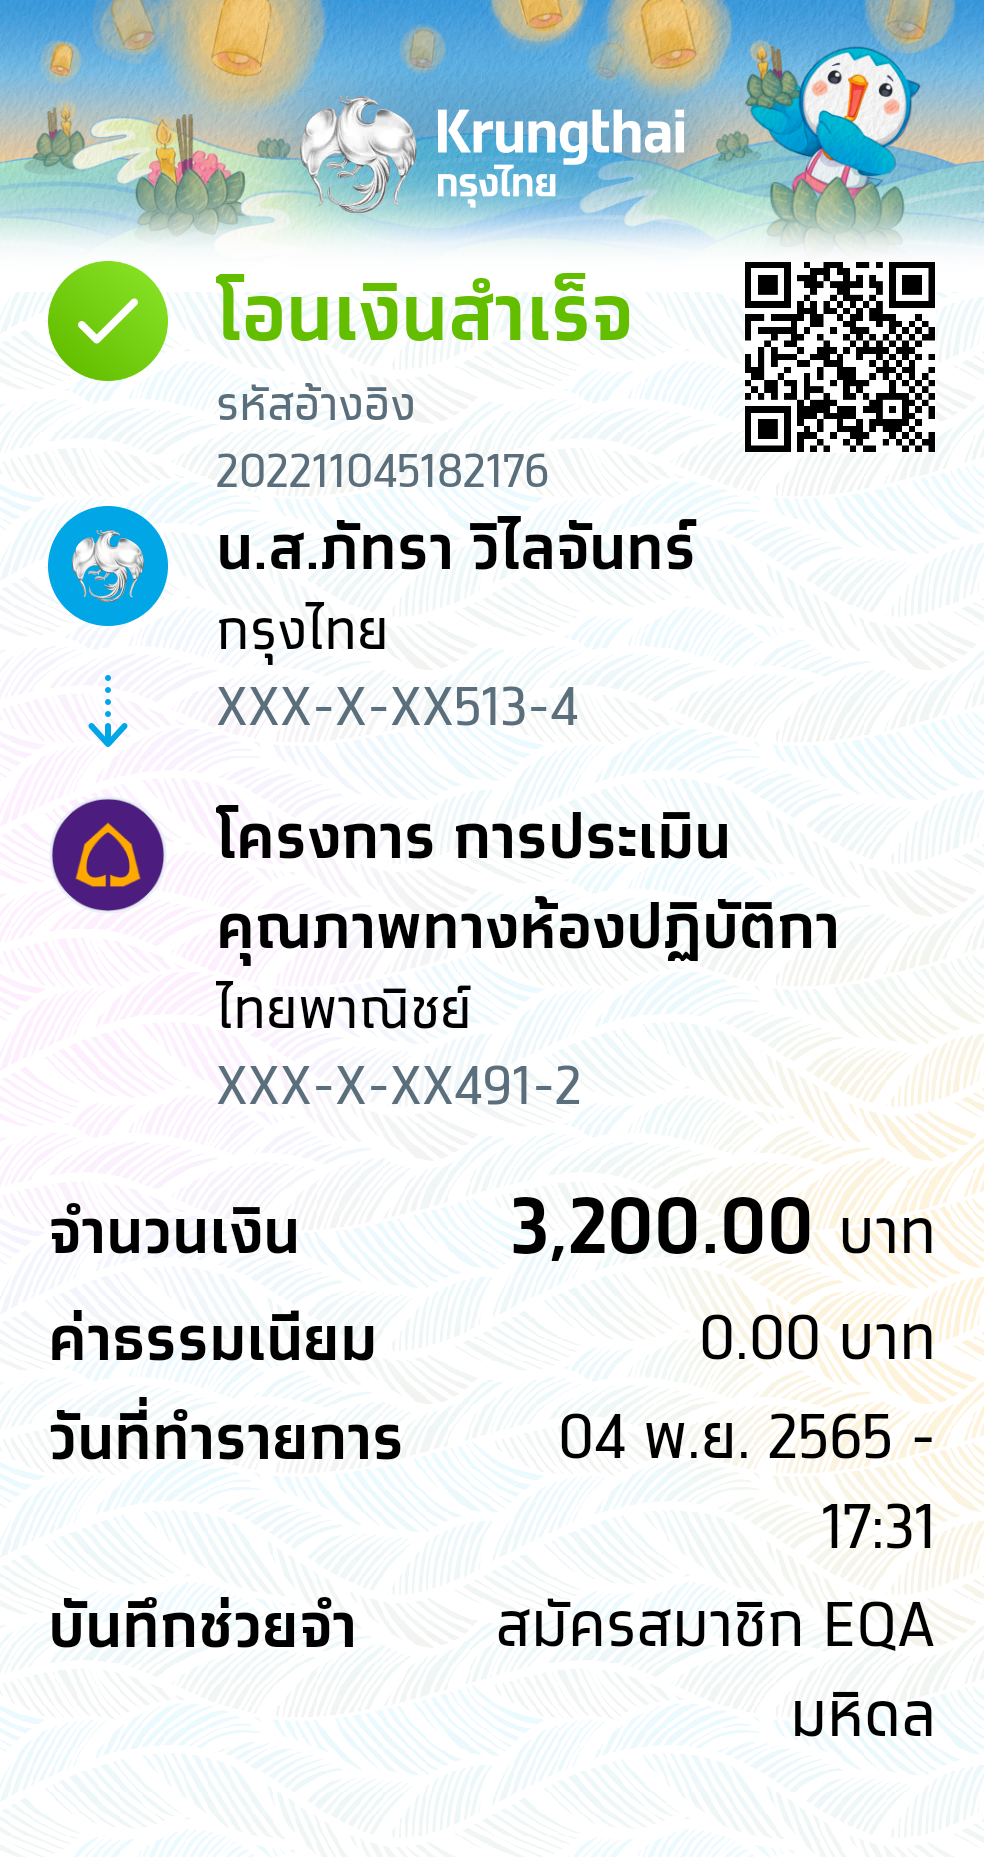 Krungthai
กรุงไทย
โอนเงินสำเร็จ
รหัสอ้างอิง
202211045182176
น.ส.ภัทรา วิไลจันทร์
กรุงไทย
XXX-X-XX513-4
โครงการ การประเมิน
คุณภาพทางห้องปฏิบัติกา
ไทยพาณิชย์
XXX-X-XX491-2
จำนวนเงิน 3,200.00 บาท
ค่าธรรมเนียม 0.00 บาท
วันที่ทำรายการ 04 พ.ย. 2565 -
17:31
บันทึกช่วยจำ สมัครสมาชิก EQA
มหิดล